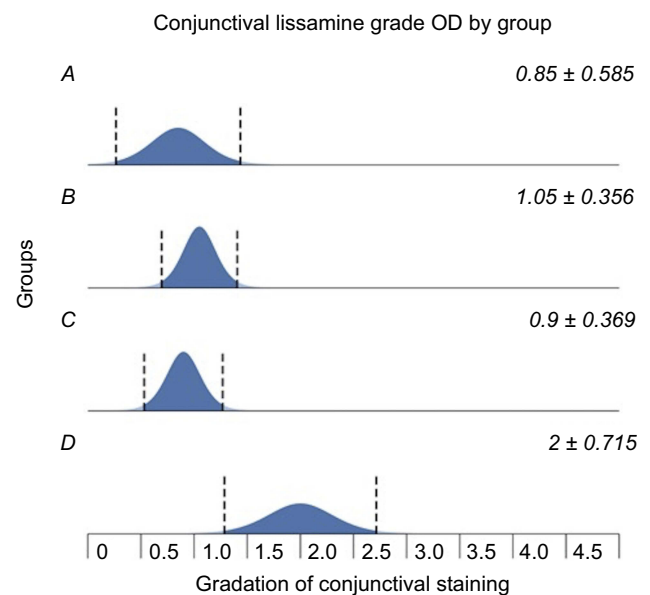 Conjunctival lissamine grade OD by group
A 0.85 ± 0.585
B 1.05 ± 0.356
Groups
C 0.9 ± 0.369
D 2 ± 0.715
0 0.5 1.0 1.5 2.0 2.5 3.0 3.5 4.0 4.5
Gradation of conjunctival staining